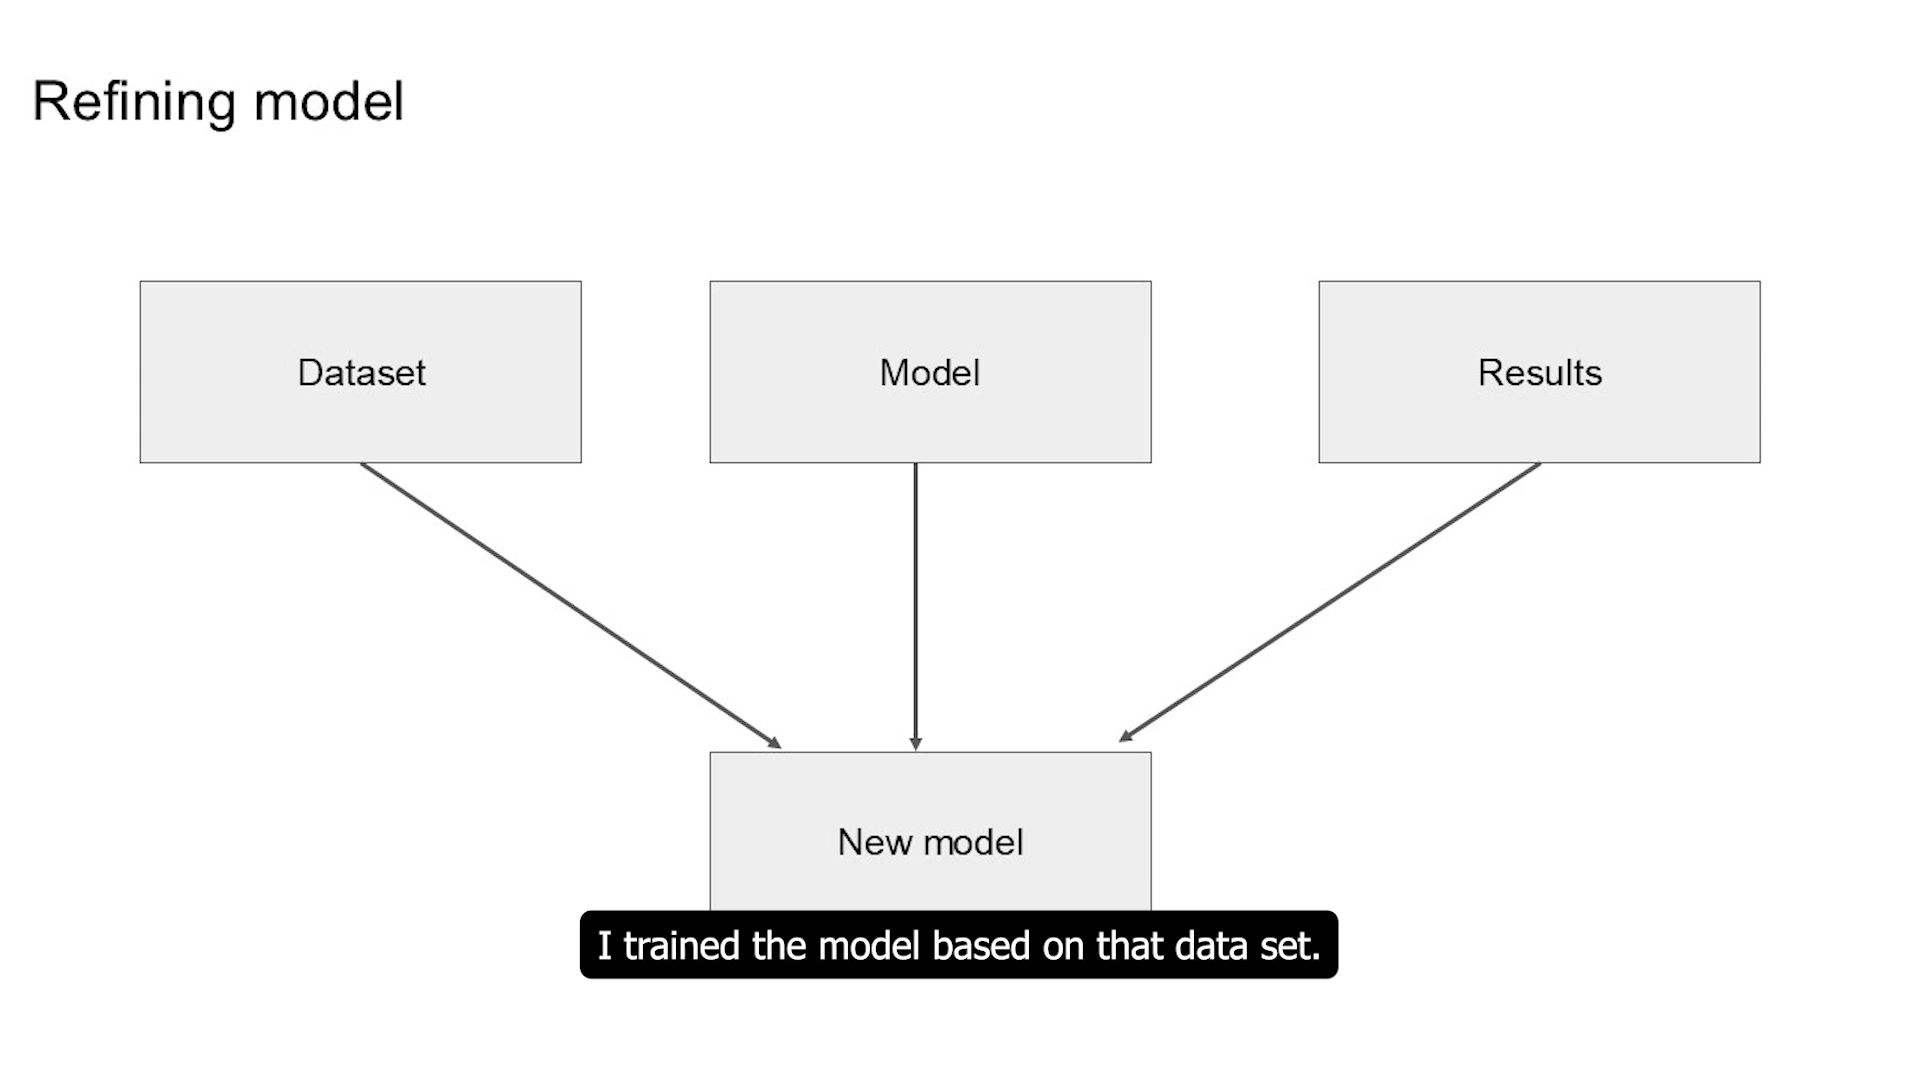 Refining model
Dataset
Model
Results
New model
I trained the model based on that data set.